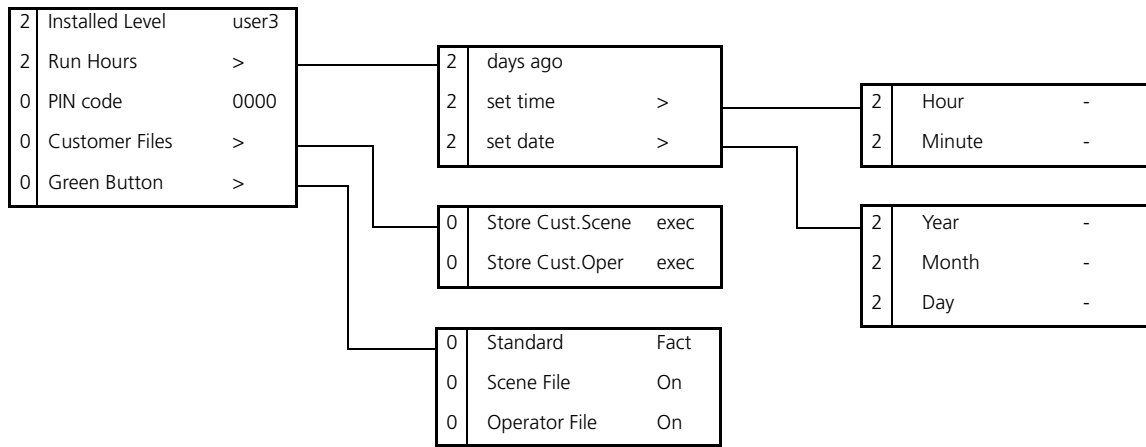 2 Installed Level user3
2 Run Hours >
0 PIN code 0000
0 Customer Files >
0 Green Button >
2 days ago
2 set time >
2 set date >
0 Store Cust.Scene exec
0 Store Cust.Oper exec
0 Standard Fact
0 Scene File On
0 Operator File On
2 Hour -
2 Minute -
2 Year -
2 Month -
2 Day -